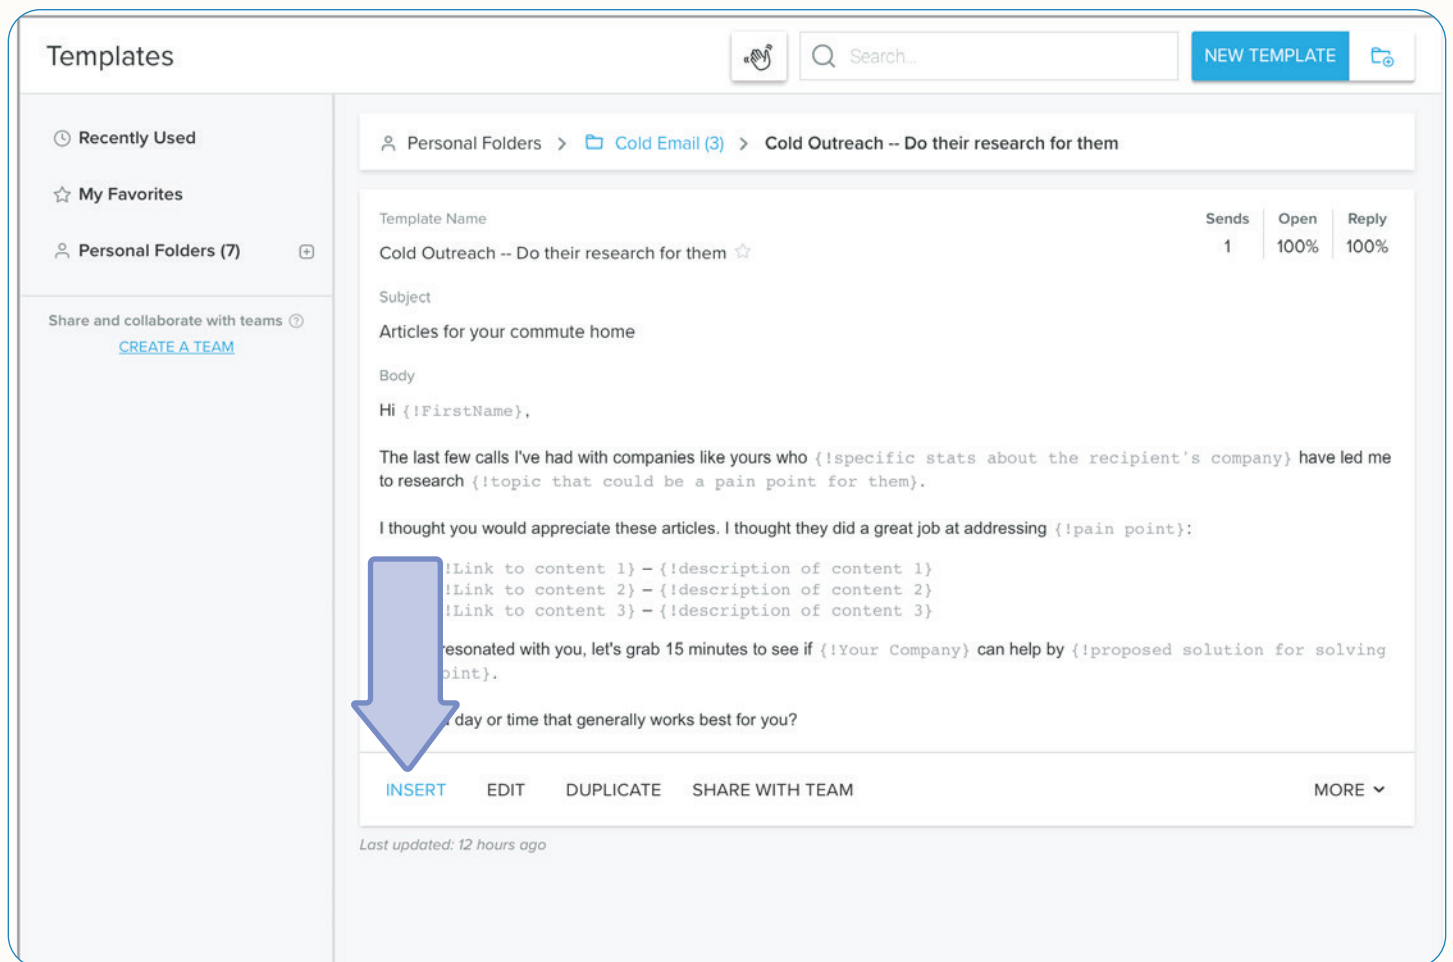 Templates
Search...
NEW TEMPLATE
Recently Used
My Favorites
Personal Folders (7)
Share and collaborate with teams
CREATE A TEAM
Personal Folders > Cold Email (3) > Cold Outreach -- Do their research for them
Template Name
Sends Open Reply
1 100% 100%
Cold Outreach -- Do their research for them
Subject
Articles for your commute home
Body
Hi {!FirstName},
The last few calls I've had with companies like yours who {!specific stats about the recipient's company} have led me
to research {!topic that could be a pain point for them}.
I thought you would appreciate these articles. I thought they did a great job at addressing {!pain point}:
!Link to content 1} – {!description of content 1}
!Link to content 2} – {!description of content 2}
!Link to content 3} – {!description of content 3}
resonated with you, let's grab 15 minutes to see if {!Your Company} can help by {!proposed solution for solving
oint}.
day or time that generally works best for you?
INSERT EDIT DUPLICATE SHARE WITH TEAM MORE
Last updated: 12 hours ago